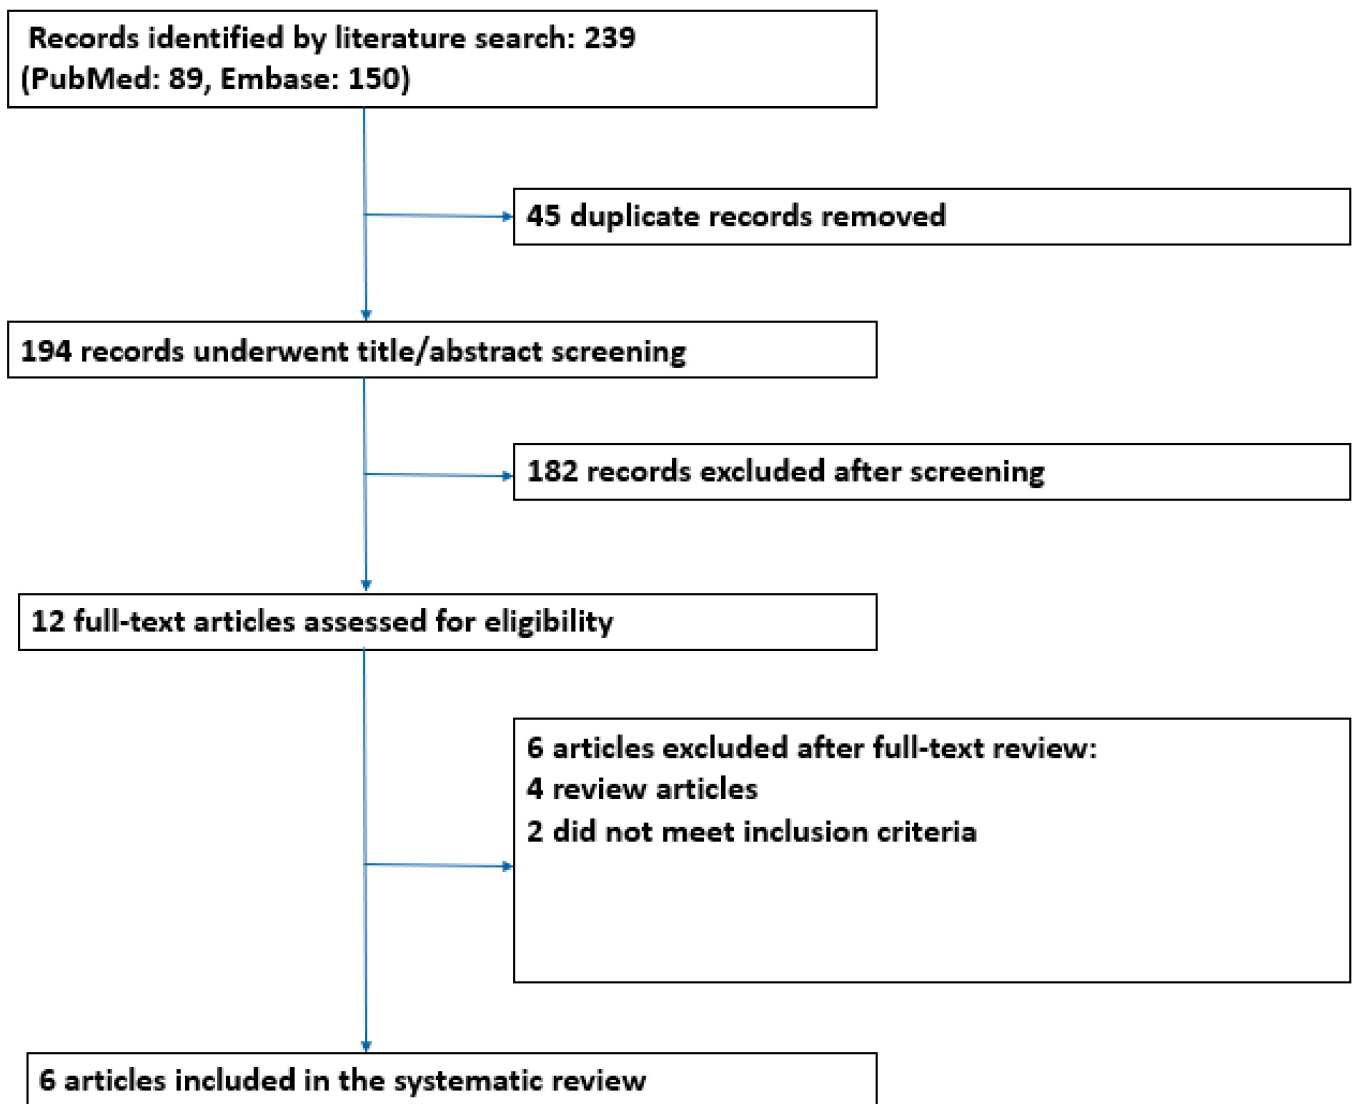 Records identified by literature search: 239
(PubMed: 89, Embase: 150)
45 duplicate records removed
194 records underwent title/abstract screening
182 records excluded after screening
12 full-text articles assessed for eligibility
6 articles excluded after full-text review:
4 review articles
2 did not meet inclusion criteria
6 articles included in the systematic review